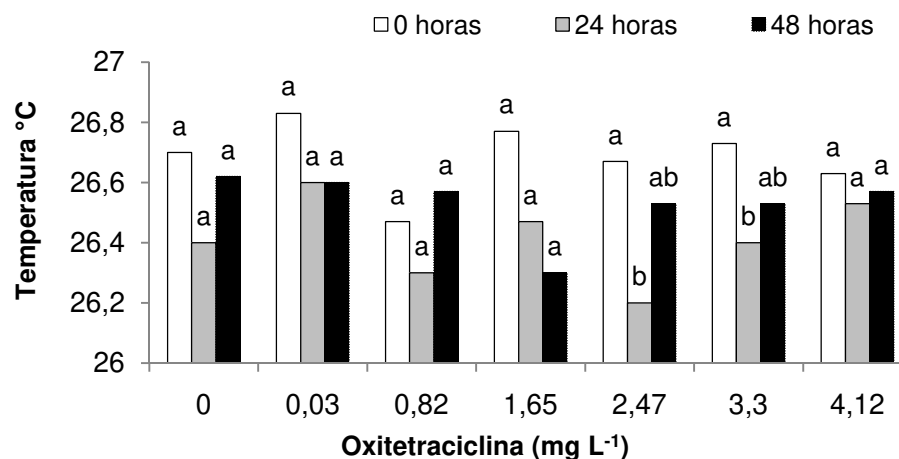 0 horas 24 horas 48 horas
Temperatura °C
27
26,8
26,6
26,4
26,2
26
a a a
a a a
a a a
a a a
a b ab
a b ab
a a a
0 0,03 0,82 1,65 2,47 3,3 4,12
Oxitetraciclina (mg L⁻¹)